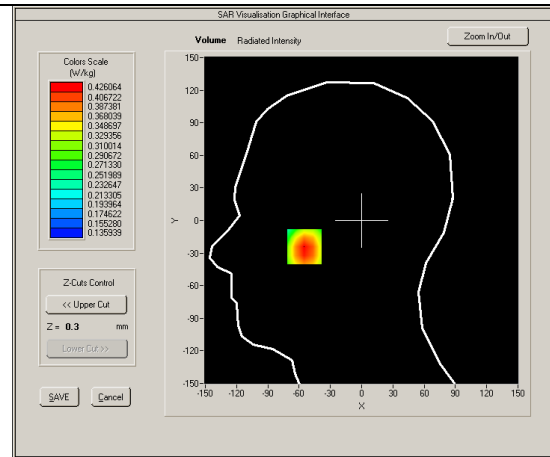 SAR Visualisation Graphical Interface
Volume Radiated Intensity
Zoom In/Out
Colors Scale
(W/kg)
0.426064
0.406722
0.387381
0.368039
0.348697
0.329356
0.310014
0.290672
0.271330
0.251989
0.232647
0.213305
0.193964
0.174622
0.155280
0.135939
Z-Cuts Control
<< Upper Cut
Z = 0.3 mm
Lower Cut >>
SAVE Cancel
150
120
90
60
30
Y 0
-30
-60
-90
-120
-150
-150 -120 -90 -60 -30 0 30 60 90 120 150
X